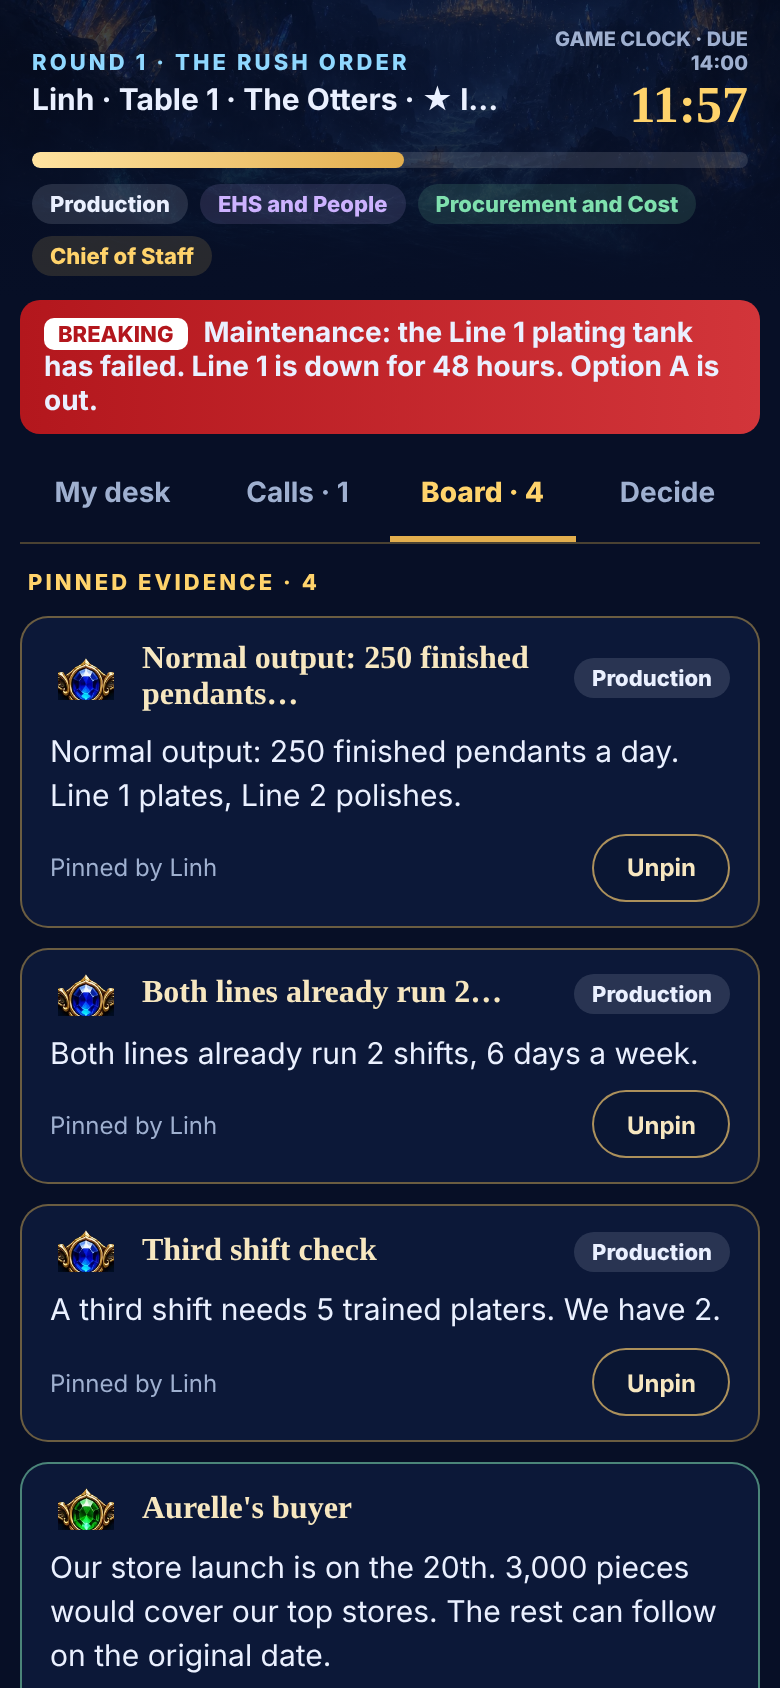 GAME CLOCK · DUE
14:00
ROUND 1 · THE RUSH ORDER
Linh · Table 1 · The Otters · ★ I…
11:57
Production
EHS and People
Procurement and Cost
Chief of Staff
BREAKING Maintenance: the Line 1 plating tank
has failed. Line 1 is down for 48 hours. Option A is
out.
My desk
Calls · 1
Board · 4
Decide
PINNED EVIDENCE · 4
Normal output: 250 finished
pendants…
Production
Normal output: 250 finished pendants a day.
Line 1 plates, Line 2 polishes.
Pinned by Linh
Unpin
Both lines already run 2…
Production
Both lines already run 2 shifts, 6 days a week.
Pinned by Linh
Unpin
Third shift check
Production
A third shift needs 5 trained platers. We have 2.
Pinned by Linh
Unpin
Aurelle's buyer
Our store launch is on the 20th. 3,000 pieces
would cover our top stores. The rest can follow
on the original date.